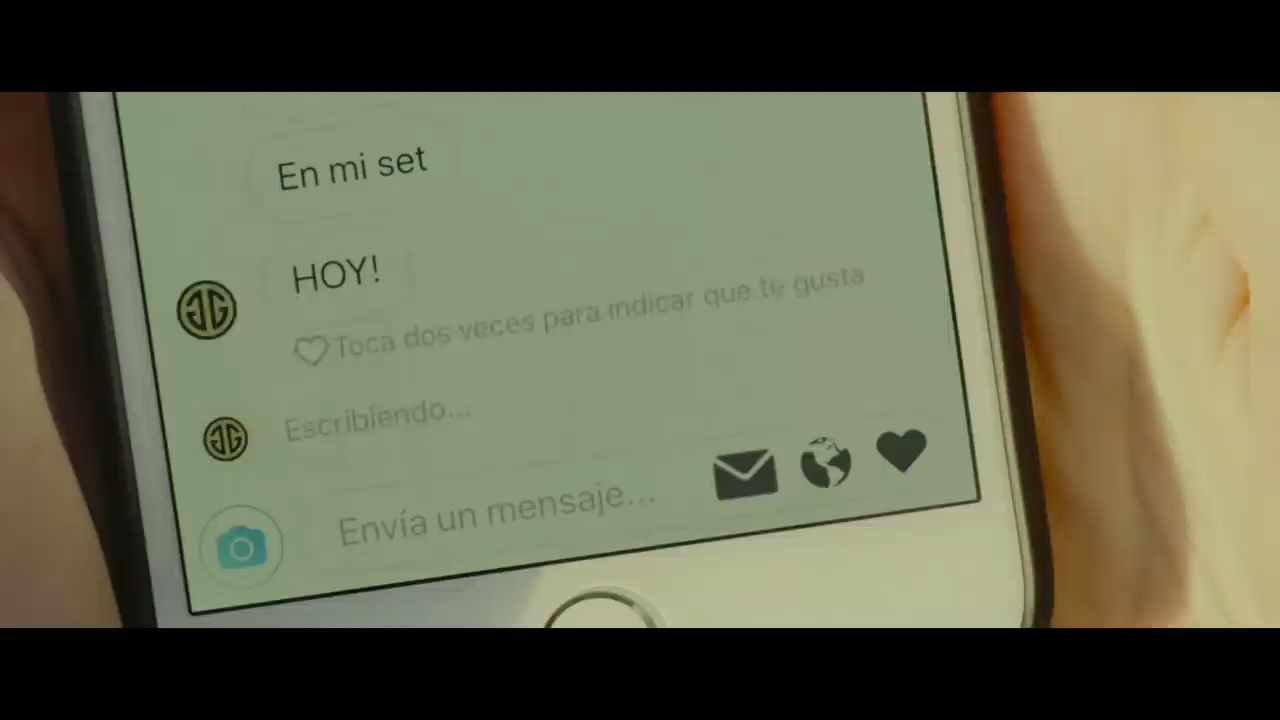 En mi set
HOY!
Toca dos veces para indicar que te gusta
Escribiendo...
Envía un mensaje...